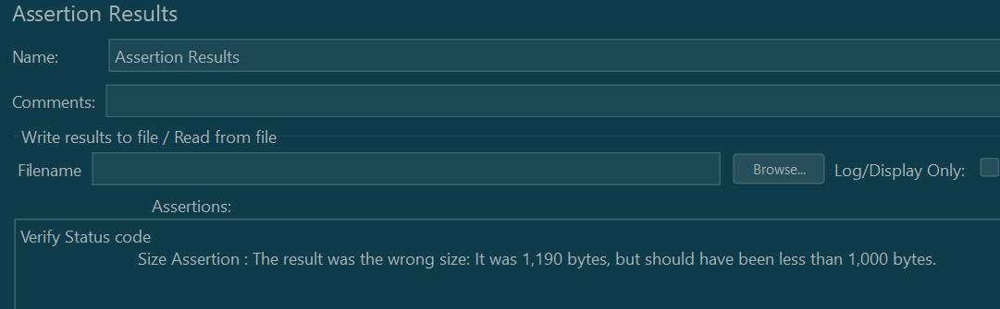 Assertion Results
Name: Assertion Results
Comments:
Write results to file / Read from file
Filename Browse... Log/Display Only:
Assertions:
Verify Status code
Size Assertion : The result was the wrong size: It was 1,190 bytes, but should have been less than 1,000 bytes.